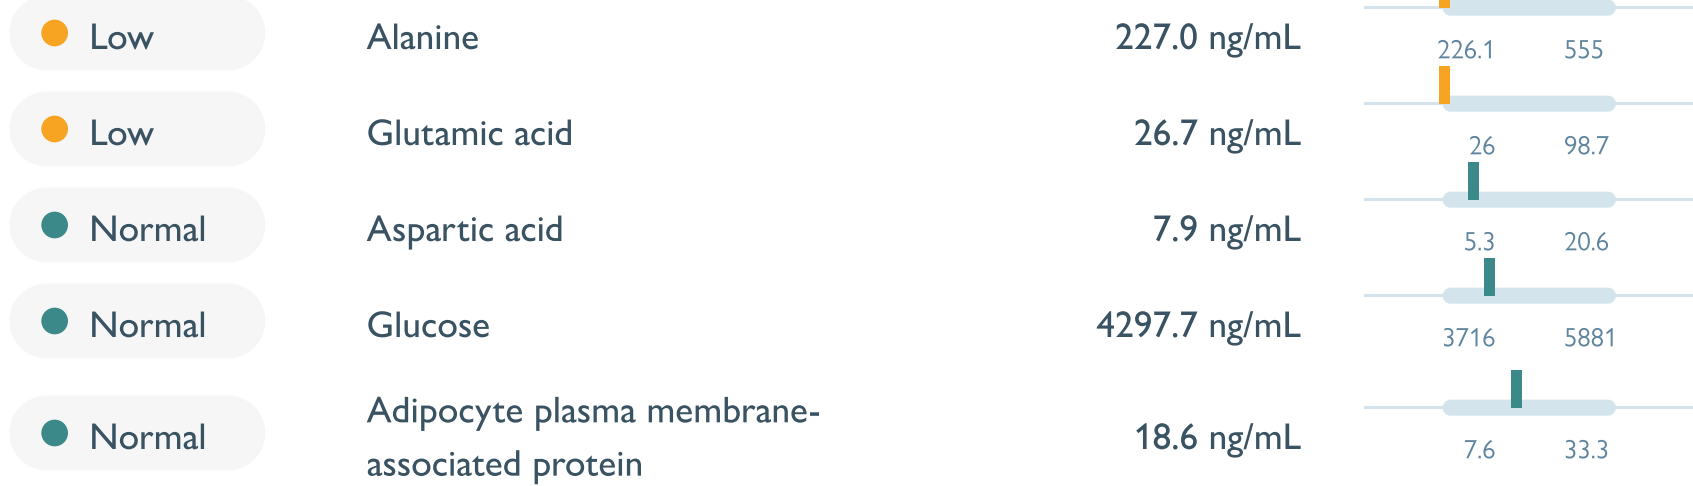 Low Alanine 227.0 ng/mL
226.1 555
Low Glutamic acid 26.7 ng/mL
26 98.7
Normal Aspartic acid 7.9 ng/mL
5.3 20.6
Normal Glucose 4297.7 ng/mL
3716 5881
Adipocyte plasma membrane-
Normal 18.6 ng/mL
7.6 33.3
associated protein